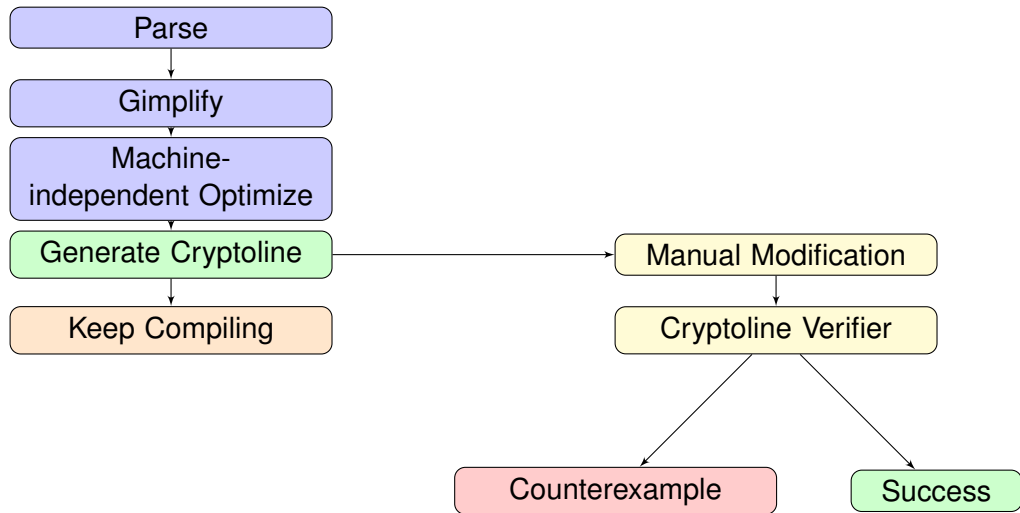 Parse
Gimplify
Machine-
independent Optimize
Generate Cryptoline
Keep Compiling
Manual Modification
Cryptoline Verifier
Counterexample
Success